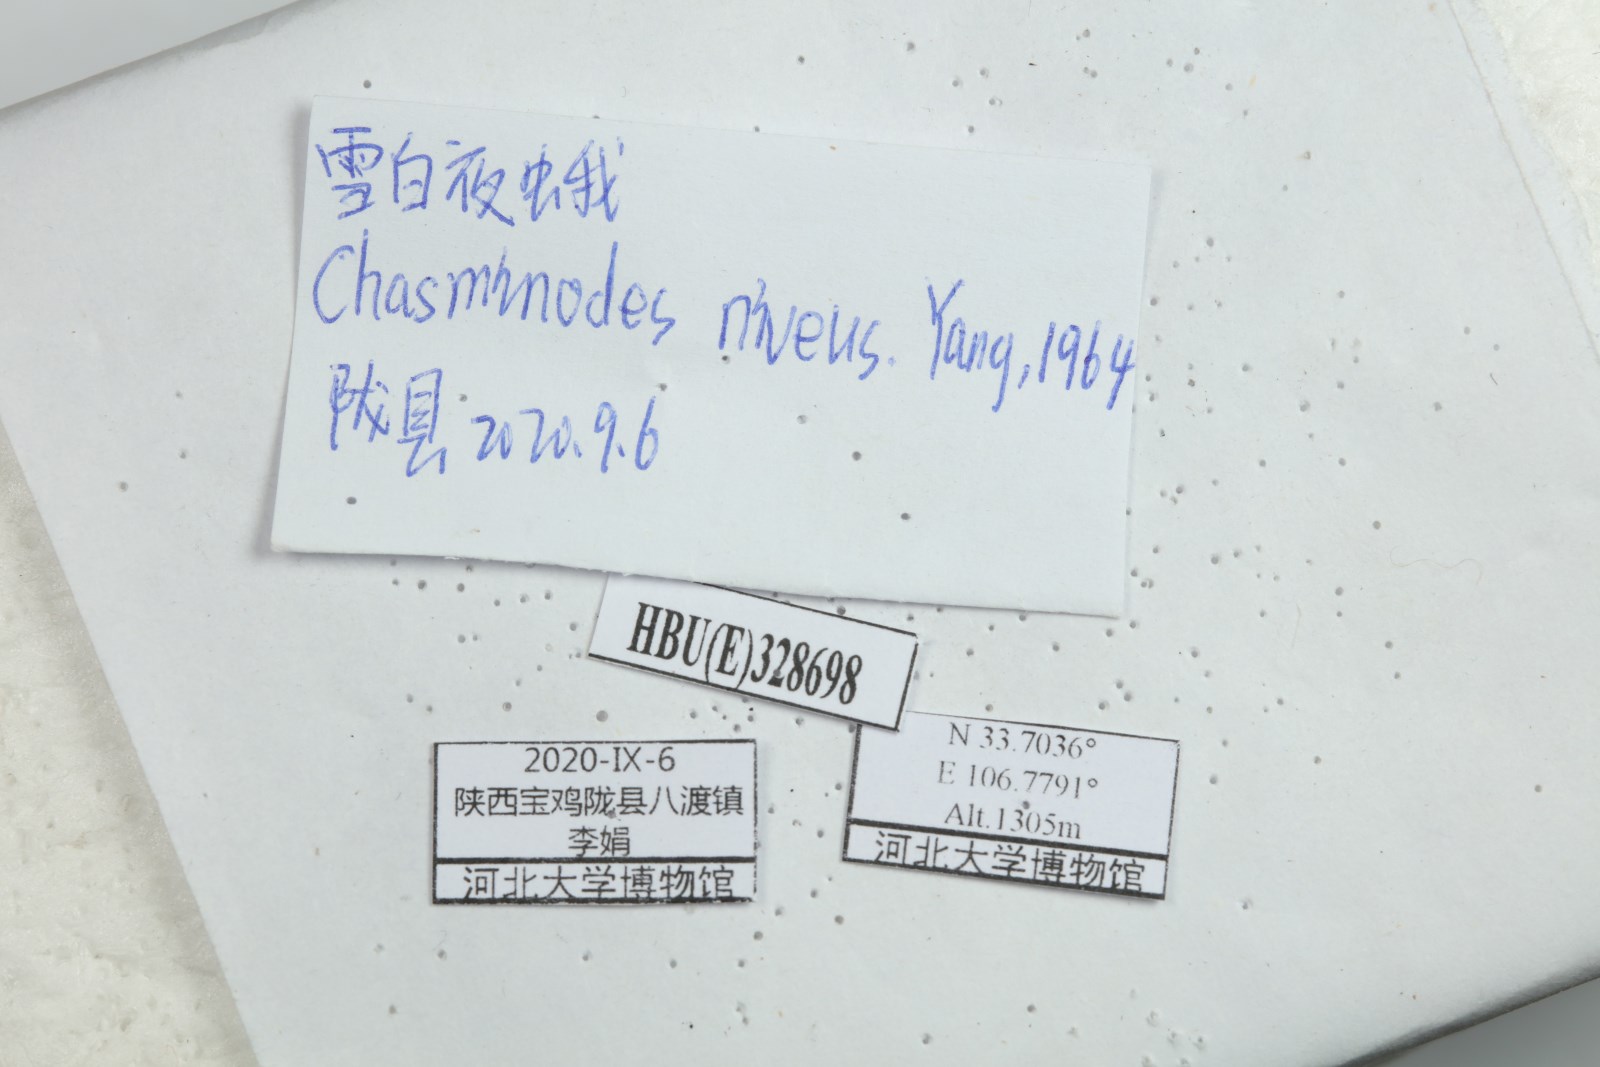 雪白夜蛾
Chasminodes niveus. Yang, 1964
陇县 2020.9.6
HBU(E)328698
2020-IX-6
陕西宝鸡陇县八渡镇
李娟
河北大学博物馆
N 33.7036°
E 106.7791°
Alt.1305m
河北大学博物馆